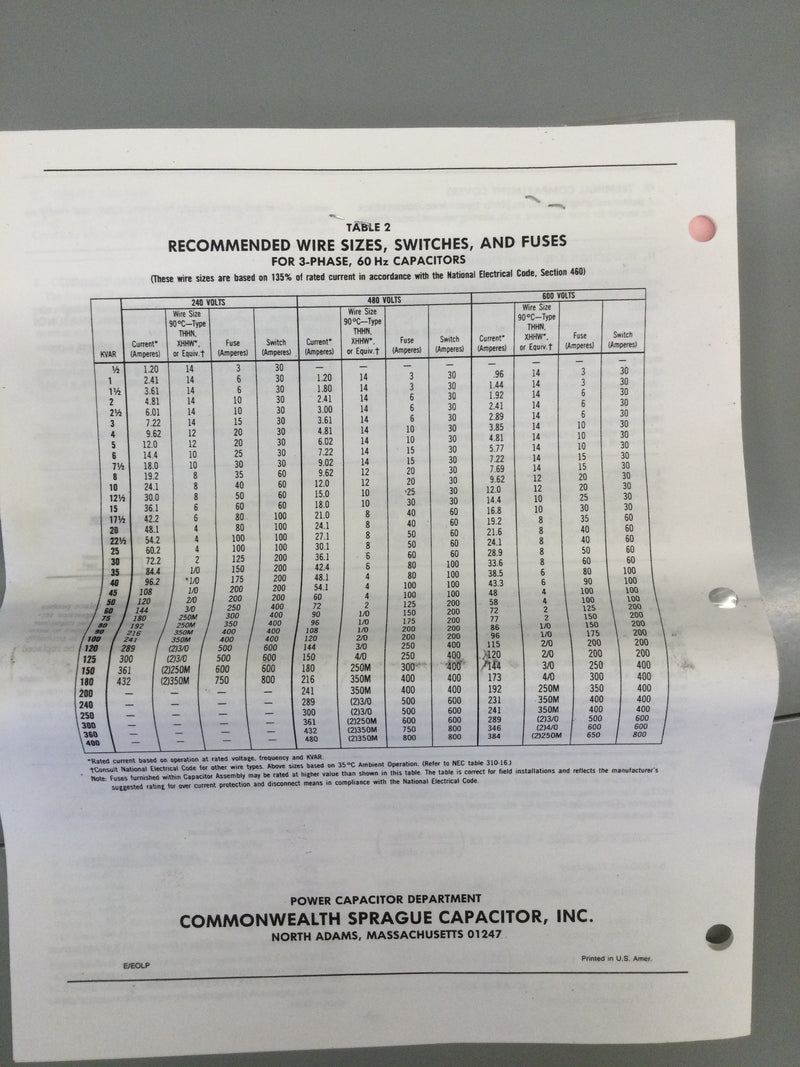 TABLE 2
RECOMMENDED WIRE SIZES, SWITCHES, AND FUSES
FOR 3-PHASE, 60 Hz CAPACITORS
(These wire sizes are based on 135% of rated current in accordance with the National Electrical Code, Section 460)
240 VOLTS 480 VOLTS 600 VOLTS
KVAR Current* (Amperes) Wire Size 90°C—Type THHN, XHHW*, or Equiv.† Fuse (Amperes) Switch (Amperes) Current* (Amperes) Wire Size 90°C—Type THHN, XHHW*, or Equiv.† Fuse (Amperes) Switch (Amperes) Current* (Amperes) Wire Size 90°C—Type THHN, XHHW*, or Equiv.† Fuse (Amperes) Switch (Amperes)
½ 1.20 14 3 30 — — — — — — — —
1 2.41 14 6 30 1.20 14 3 30 .96 14 3 30
1½ 3.61 14 6 30 1.80 14 3 30 1.44 14 3 30
2 4.81 14 10 30 2.41 14 6 30 1.92 14 6 30
2½ 6.01 14 10 30 3.00 14 6 30 2.41 14 6 30
3 7.22 14 15 30 3.61 14 6 30 2.89 14 6 30
4 9.62 12 20 30 4.81 14 10 30 3.85 14 10 30
5 12.0 12 20 30 6.02 14 10 30 4.81 14 10 30
6 14.4 10 25 30 7.22 14 15 30 5.77 14 10 30
7½ 18.0 10 30 30 9.02 14 15 30 7.22 14 15 30
8 19.2 8 35 60 9.62 12 20 30 7.69 14 15 30
10 24.1 8 40 60 12.0 12 20 30 9.62 12 20 30
12½ 30.0 8 50 60 15.0 10 25 30 12.0 12 20 30
15 36.1 6 60 60 18.0 10 30 30 14.4 10 25 30
17½ 42.2 6 80 100 21.0 8 40 60 16.8 10 30 30
20 48.1 4 80 100 24.1 8 40 60 19.2 8 35 60
22½ 54.2 4 100 100 27.1 8 50 60 21.6 8 40 60
25 60.2 4 100 100 30.1 8 50 60 24.1 8 40 60
30 72.2 2 125 200 36.1 6 60 60 28.9 8 50 60
35 84.4 1/0 150 200 42.4 6 80 100 33.6 8 60 60
40 96.2 *1/0 175 200 48.1 4 80 100 38.5 6 80 100
45 108 1/0 200 200 54.1 4 100 100 43.3 6 90 100
50 120 2/0 200 200 60 4 100 100 48 4 100 100
60 144 3/0 250 400 72 2 125 200 58 4 100 100
75 180 250M 300 400 90 1/0 150 200 72 2 125 200
80 192 250M 350 400 96 1/0 175 200 77 2 150 200
90 216 350M 400 400 108 1/0 200 200 86 1/0 150 200
100 241 350M 400 400 120 2/0 200 200 96 1/0 175 200
120 289 (2)3/0 500 600 144 3/0 250 400 115 2/0 200 200
125 300 (2)3/0 500 600 150 4/0 250 400 120 2/0 200 200
150 361 (2)250M 600 600 180 250M 300 400 144 3/0 250 400
180 432 (2)350M 750 800 216 350M 400 400 173 4/0 300 400
200 — — — — 241 350M 400 400 192 250M 350 400
240 — — — — 289 (2)3/0 500 600 231 350M 400 400
250 — — — — 300 (2)3/0 500 600 241 350M 400 400
300 — — — — 361 (2)250M 600 600 289 (2)3/0 500 600
360 — — — — 432 (2)350M 750 800 346 (2)4/0 600 600
400 — — — — 480 (2)350M 800 800 384 (2)250M 650 800
*Rated current based on operation at rated voltage, frequency and KVAR.
†Consult National Electrical Code for other wire types. Above sizes based on 35°C Ambient Operation. (Refer to NEC table 310-16.)
Note: Fuses furnished within Capacitor Assembly may be rated at higher value than shown in this table. The table is correct for field installations and reflects the manufacturer's
suggested rating for over current protection and disconnect means in compliance with the National Electrical Code.
POWER CAPACITOR DEPARTMENT
COMMONWEALTH SPRAGUE CAPACITOR, INC.
NORTH ADAMS, MASSACHUSETTS 01247
E/EOLP
Printed in U.S. Amer.